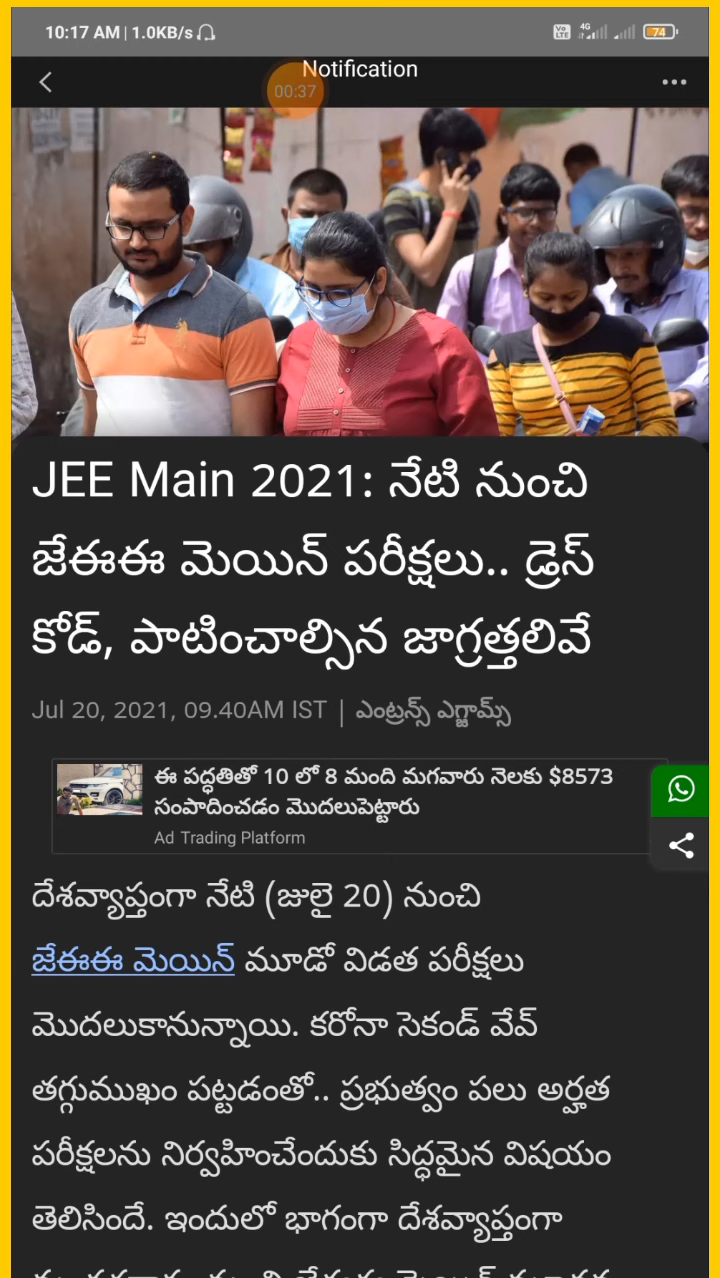 10:17 AM | 1.0KB/s
Vo LTE 4G 74
Notification
00:37
JEE Main 2021: నేటి నుంచి
జేఈఈ మెయిన్ పరీక్షలు.. డ్రెస్
కోడ్, పాటించాల్సిన జాగ్రత్తలివే
Jul 20, 2021, 09.40AM IST | ఎంట్రన్స్ ఎగ్జామ్స్
ఈ పద్ధతితో 10 లో 8 మంది మగవారు నెలకు $8573
సంపాదించడం మొదలుపెట్టారు
Ad Trading Platform
దేశవ్యాప్తంగా నేటి (జులై 20) నుంచి
జేఈఈ మెయిన్ మూడో విడత పరీక్షలు
మొదలుకానున్నాయి. కరోనా సెకండ్ వేవ్
తగ్గుముఖం పట్టడంతో.. ప్రభుత్వం పలు అర్హత
పరీక్షలను నిర్వహించేందుకు సిద్ధమైన విషయం
తెలిసిందే. ఇందులో భాగంగా దేశవ్యాప్తంగా